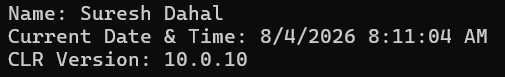 Name: Suresh Dahal
Current Date & Time: 8/4/2026 8:11:04 AM
CLR Version: 10.0.10